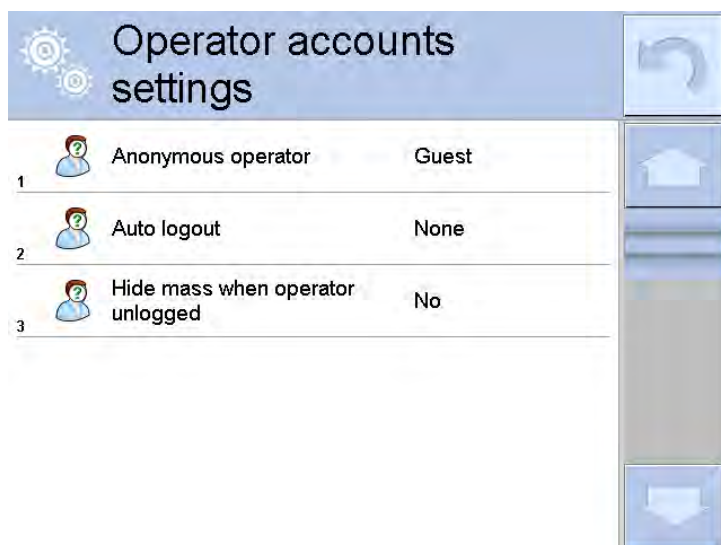 Operator accounts
settings
1 Anonymous operator Guest
2 Auto logout None
3 Hide mass when operator
unlogged No